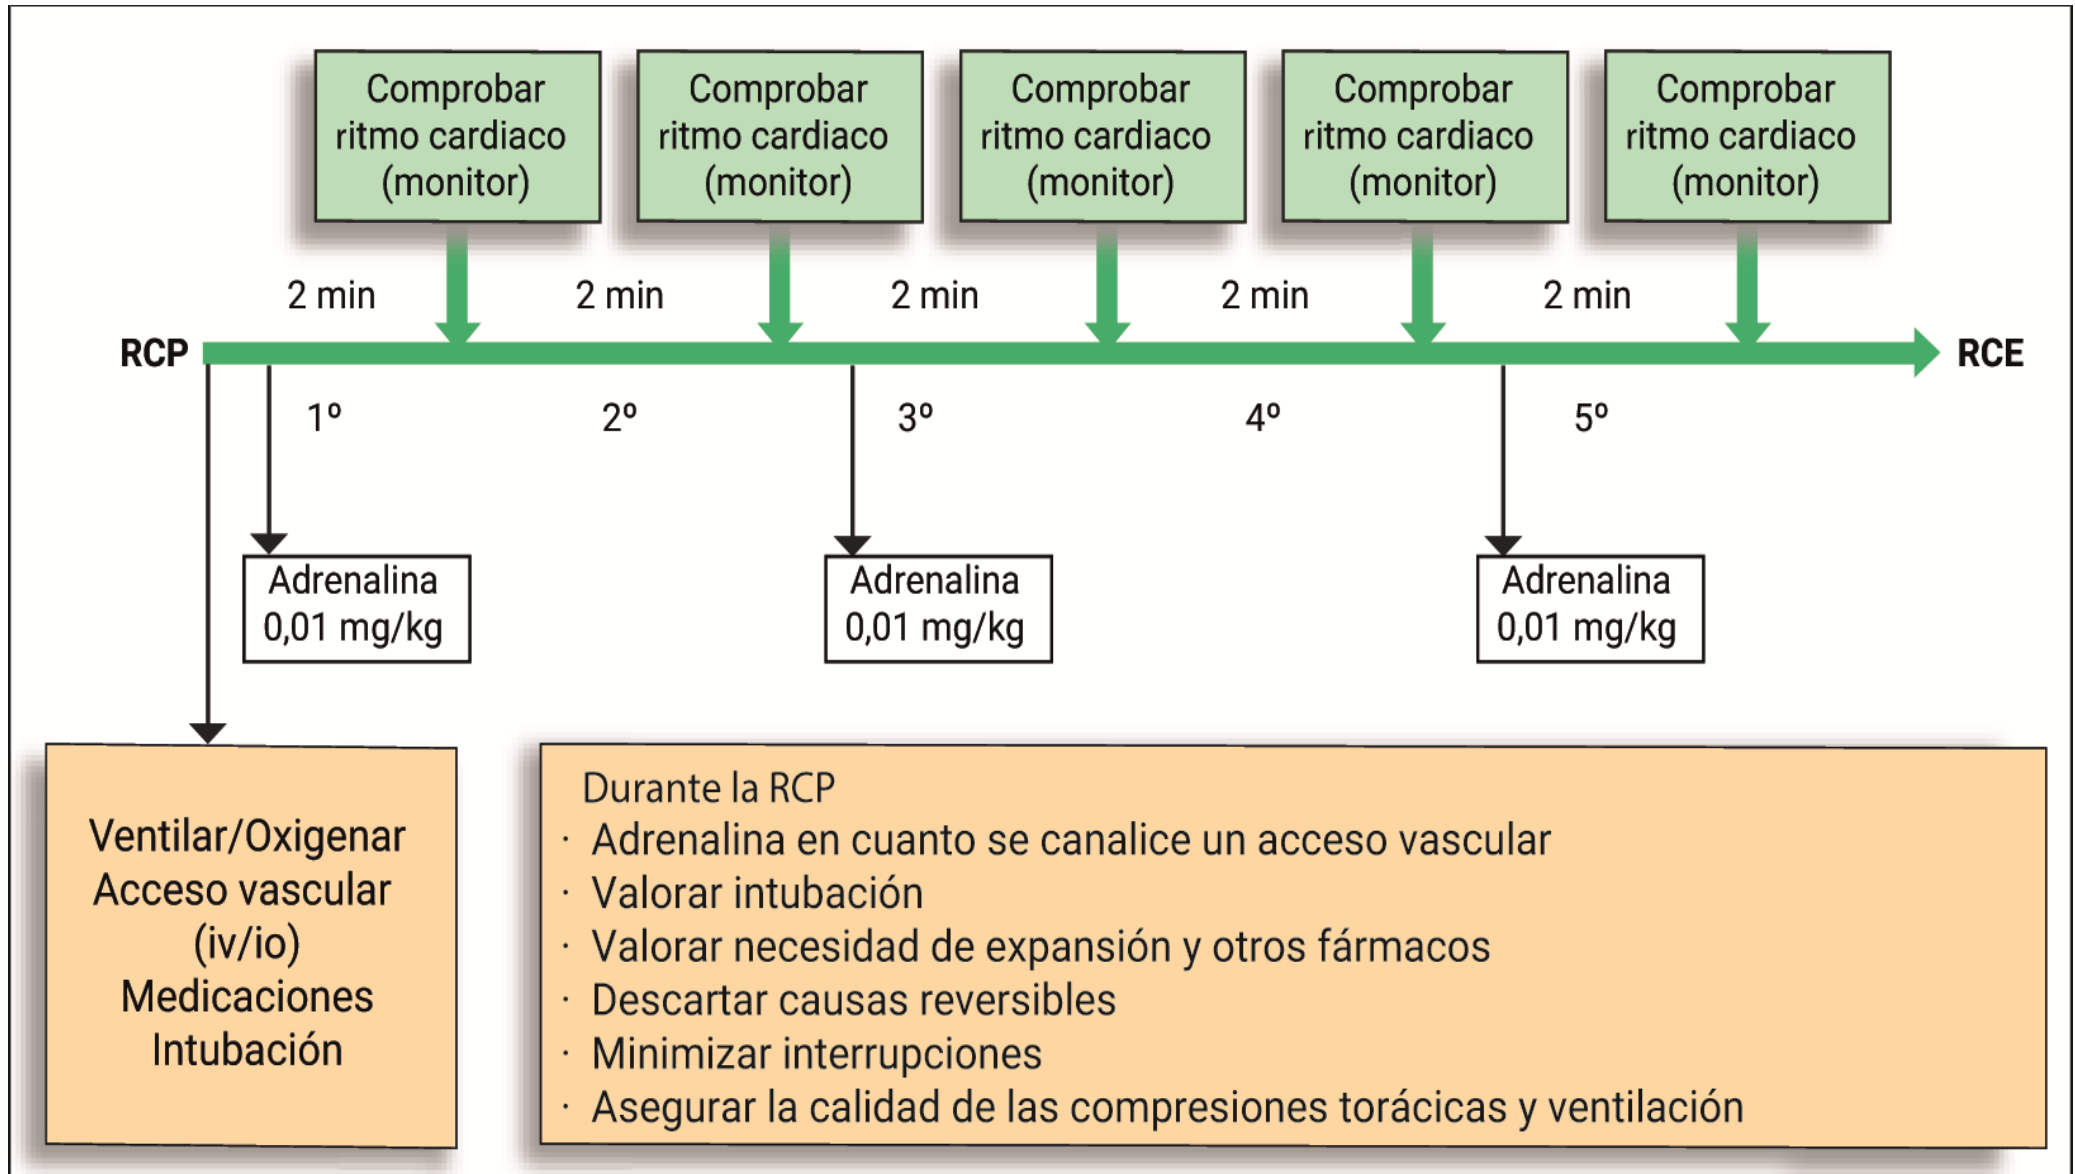 Comprobar
ritmo cardiaco
(monitor)
Comprobar
ritmo cardiaco
(monitor)
Comprobar
ritmo cardiaco
(monitor)
Comprobar
ritmo cardiaco
(monitor)
Comprobar
ritmo cardiaco
(monitor)
2 min
2 min
2 min
2 min
2 min
RCP
RCE
1º
2º
3º
4º
5º
Adrenalina
0,01 mg/kg
Adrenalina
0,01 mg/kg
Adrenalina
0,01 mg/kg
Ventilar/Oxigenar
Acceso vascular
(iv/io)
Medicaciones
Intubación
Durante la RCP
· Adrenalina en cuanto se canalice un acceso vascular
· Valorar intubación
· Valorar necesidad de expansión y otros fármacos
· Descartar causas reversibles
· Minimizar interrupciones
· Asegurar la calidad de las compresiones torácicas y ventilación